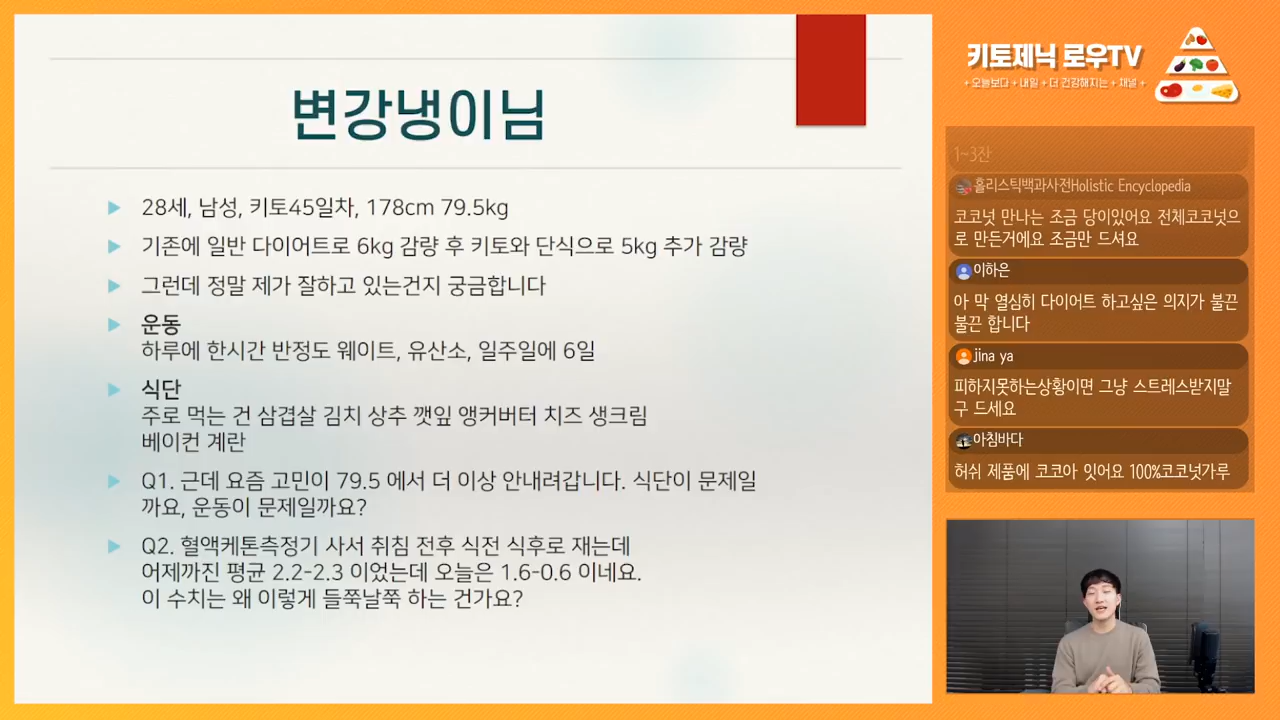 변강냉이님
28세, 남성, 키토45일차, 178cm 79.5kg
기존에 일반 다이어트로 6kg 감량 후 키토와 단식으로 5kg 추가 감량
그런데 정말 제가 잘하고 있는건지 궁금합니다
운동
하루에 한시간 반정도 웨이트, 유산소, 일주일에 6일
식단
주로 먹는 건 삼겹살 김치 상추 깻잎 앵커버터 치즈 생크림
베이컨 계란
Q1. 근데 요즘 고민이 79.5 에서 더 이상 안내려갑니다. 식단이 문제일
까요, 운동이 문제일까요?
Q2. 혈액케톤측정기 사서 취침 전후 식전 식후로 재는데
어제까진 평균 2.2-2.3 이었는데 오늘은 1.6-0.6 이네요.
이 수치는 왜 이렇게 들쭉날쭉 하는 건가요?
키토제닉 로우TV
+ 오늘보다 + 내일 + 더 건강해지는 + 채널 +
1~3잔
홀리스틱백과사전Holistic Encyclopedia
코코넛 만나는 조금 당이있어요 전체코코넛으
로 만든거에요 조금만 드셔요
이하은
아 막 열심히 다이어트 하고싶은 의지가 불끈
불끈 합니다
jina ya
피하지못하는상황이면 그냥 스트레스받지말
구 드세요
아침바다
허쉬 제품에 코코아 잇어요 100%코코넛가루